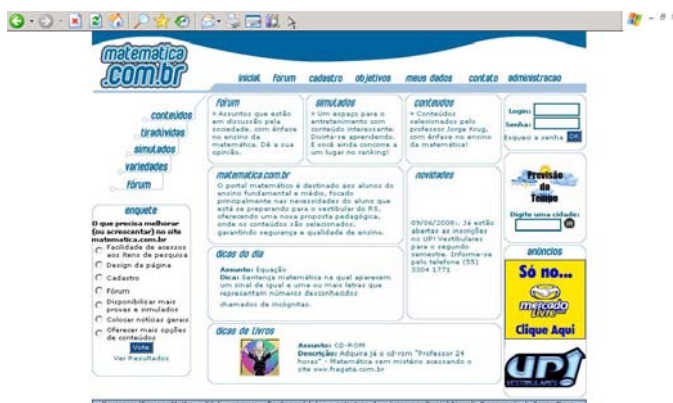 matematica
.com.br
inicial forum cadastro objetivos meus dados contato administracao
conteúdos
tiradúvidas
simulados
variedades
fórum
enquete
O que precisa melhorar
(ou acrescentar) no site
matematica.com.br
Facilidade de acessos
aos itens de pesquisa
Design da página
Cadastro
Fórum
Disponibilizar mais
provas e simulados
Colocar notícias gerais
Oferecer mais opções
de conteúdos
Vote
Ver Resultados
fórum
+ Assuntos que estão
em discussão pela
sociedade, com ênfase
no ensino da
matemática. Dê a sua
opinião.
simulados
+ Um espaço para o
entretenimento com
conteúdo interessante.
Divirta-se aprendendo.
E você ainda concorre a
um lugar no ranking!
conteudos
+ Conteúdos
selecionados pelo
professor Jorge Krug,
com ênfase no ensino
da matemática!
matematica.com.br
O portal matemático é destinado aos alunos do
ensino fundamental e médio, focado
principalmente nas necesidades do aluno que
está se preparando para o vestibular do RS,
oferecendo uma nova proposta pedagógica,
onde os conteúdos são selecionados,
garantindo segurança e qualidade de ensino.
novidades
09/06/2008:. Já estão
abertas as inscrições
no UP! Vestibulares
para o segundo
semestre. Informe-se
pelo telefone (55)
3304 1771
dicas do dia
Assunto: Equação
Dica: Sentença matemática na qual aparecem
um sinal de igual e uma ou mais letras que
representam números desconhecidos
chamados de incógnitas.
dicas de livros
Assunto: CD-ROM
Descrição: Adquira já o cd-rom "Professor 24
horas" - Matemática sem mistério acessando o
site www.fragata.com.br
Login:
Senha:
Esqueci a senha OK
Previsão
do
Tempo
Digite uma cidade:
anúncios
Só no...
mercado
livre
Clique Aqui
UP!
VESTIBULARES